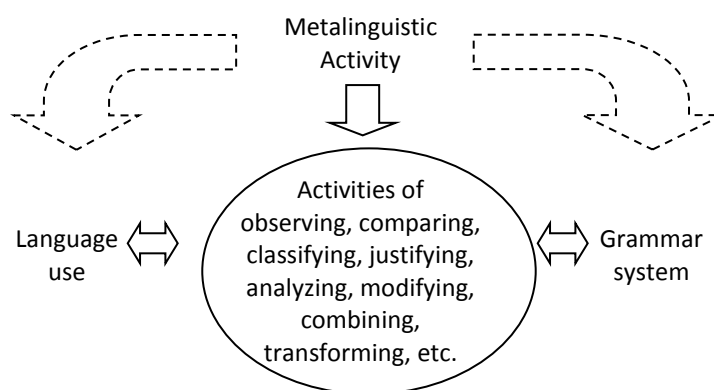 Metalinguistic
Activity
Activities of
observing, comparing,
classifying, justifying,
analyzing, modifying,
combining,
transforming, etc.
Language
use
Grammar
system